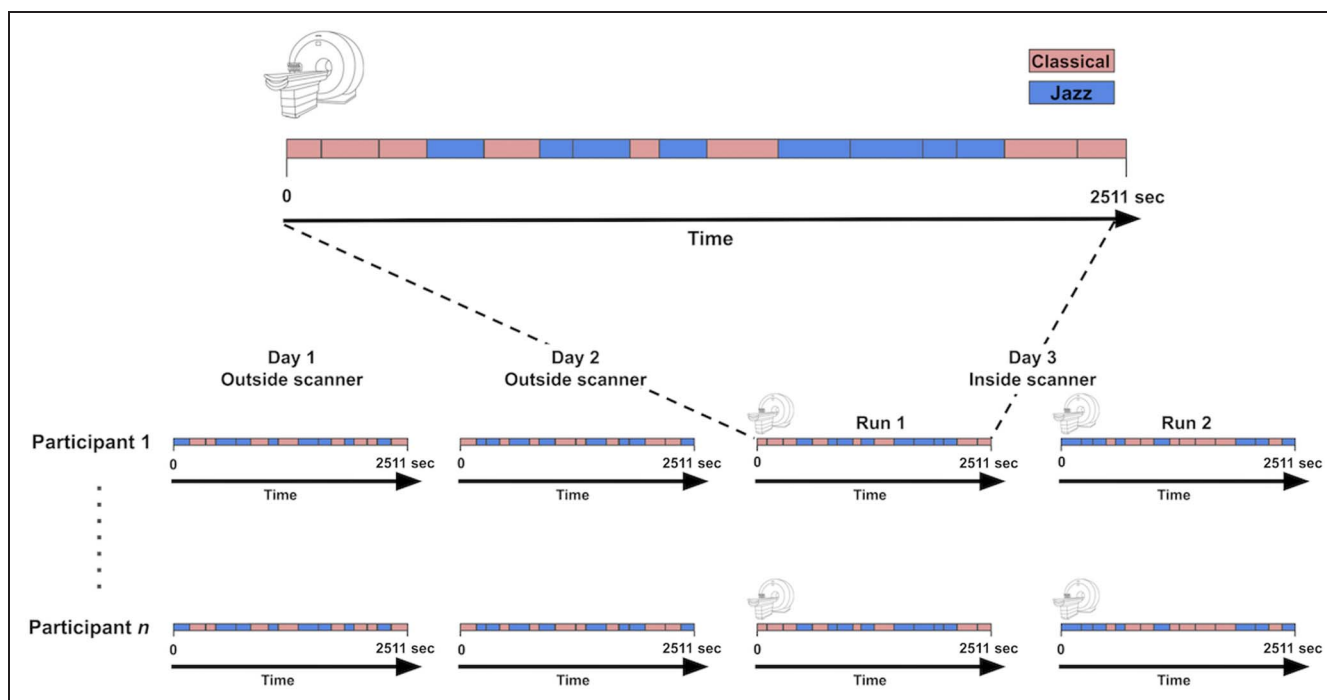 Classical
Jazz
0 2511 sec
Time
Day 1 Day 2 Day 3
Outside scanner Outside scanner Inside scanner
Participant 1 Run 1 Run 2
0 2511 sec 0 2511 sec 0 2511 sec 0 2511 sec
Time Time Time Time
Participant n
0 2511 sec 0 2511 sec 0 2511 sec 0 2511 sec
Time Time Time Time